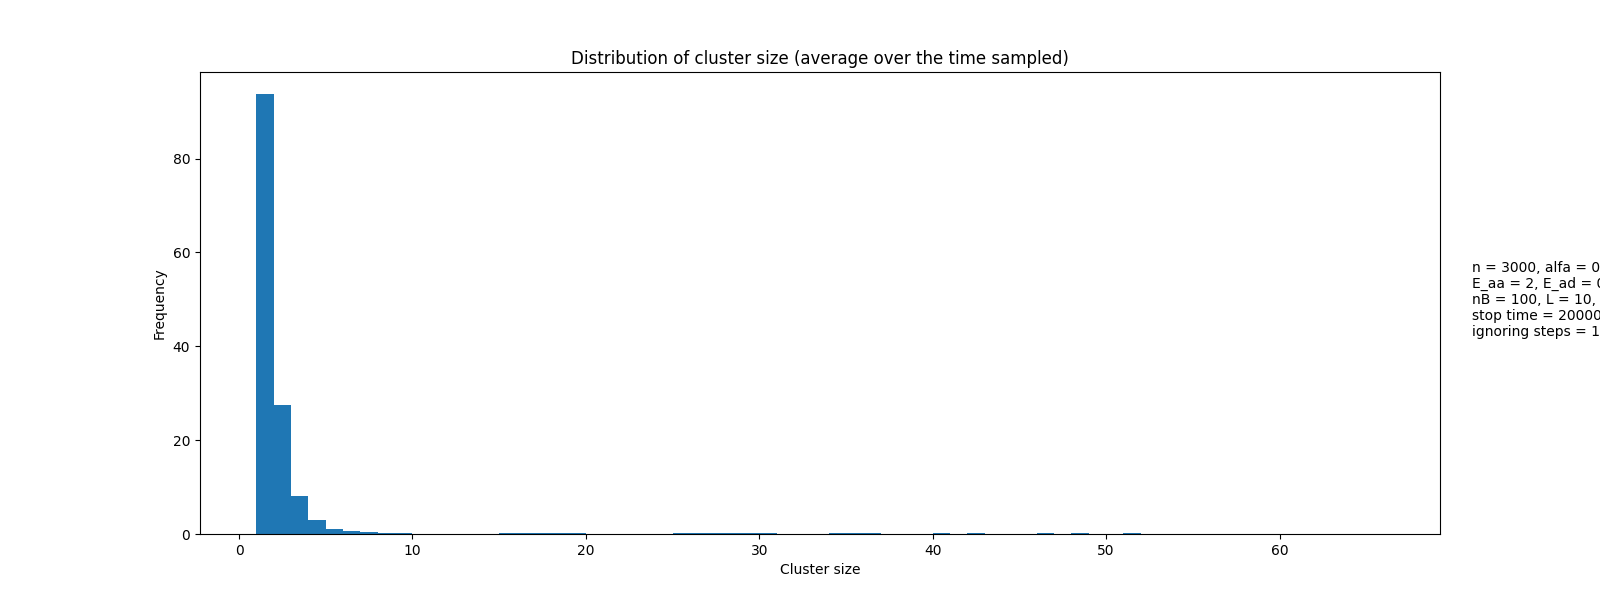 Distribution of cluster size (average over the time sampled)
80
60
40
20
0
Frequency
0 10 20 30 40 50 60
Cluster size
n = 3000, alfa = 0
E_aa = 2, E_ad =
nB = 100, L = 10,
stop time = 20000
ignoring steps = 1